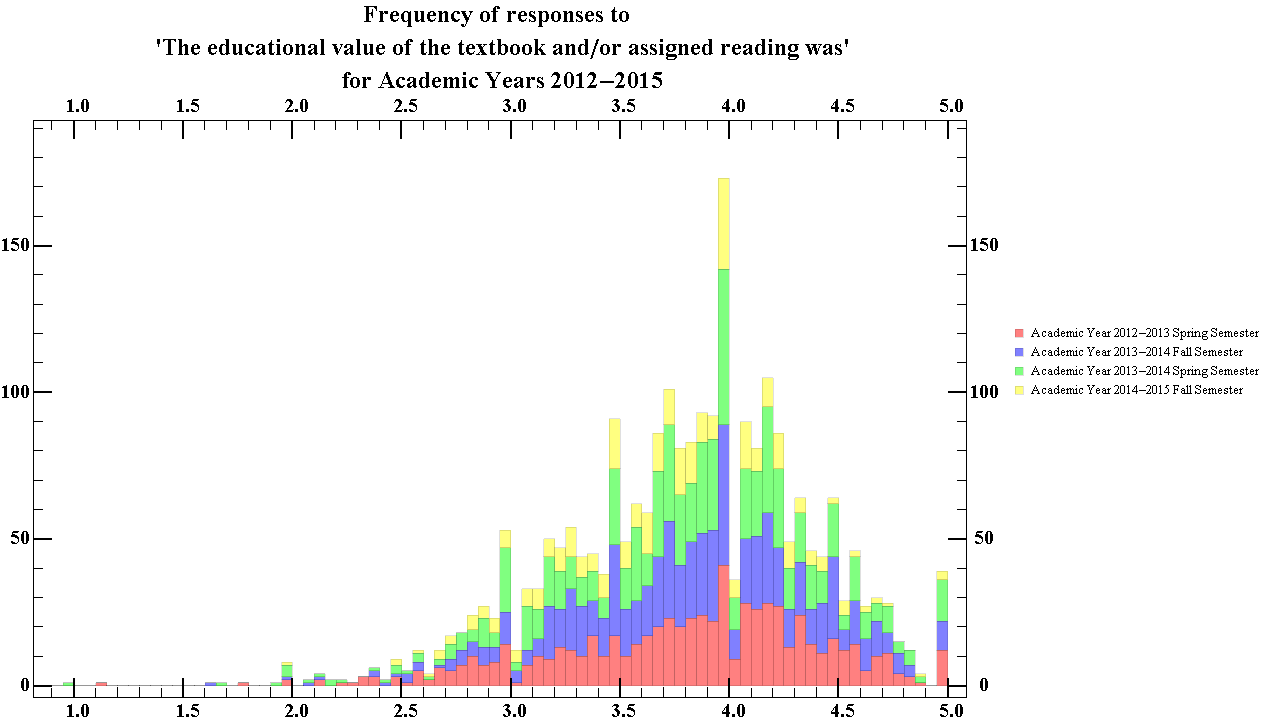 Frequency of responses to
'The educational value of the textbook and/or assigned reading was'
for Academic Years 2012–2015
1.0 1.5 2.0 2.5 3.0 3.5 4.0 4.5 5.0
150 150
100 100
50 50
0 0
1.0 1.5 2.0 2.5 3.0 3.5 4.0 4.5 5.0
Academic Year 2012–2013 Spring Semester
Academic Year 2013–2014 Fall Semester
Academic Year 2013–2014 Spring Semester
Academic Year 2014–2015 Fall Semester